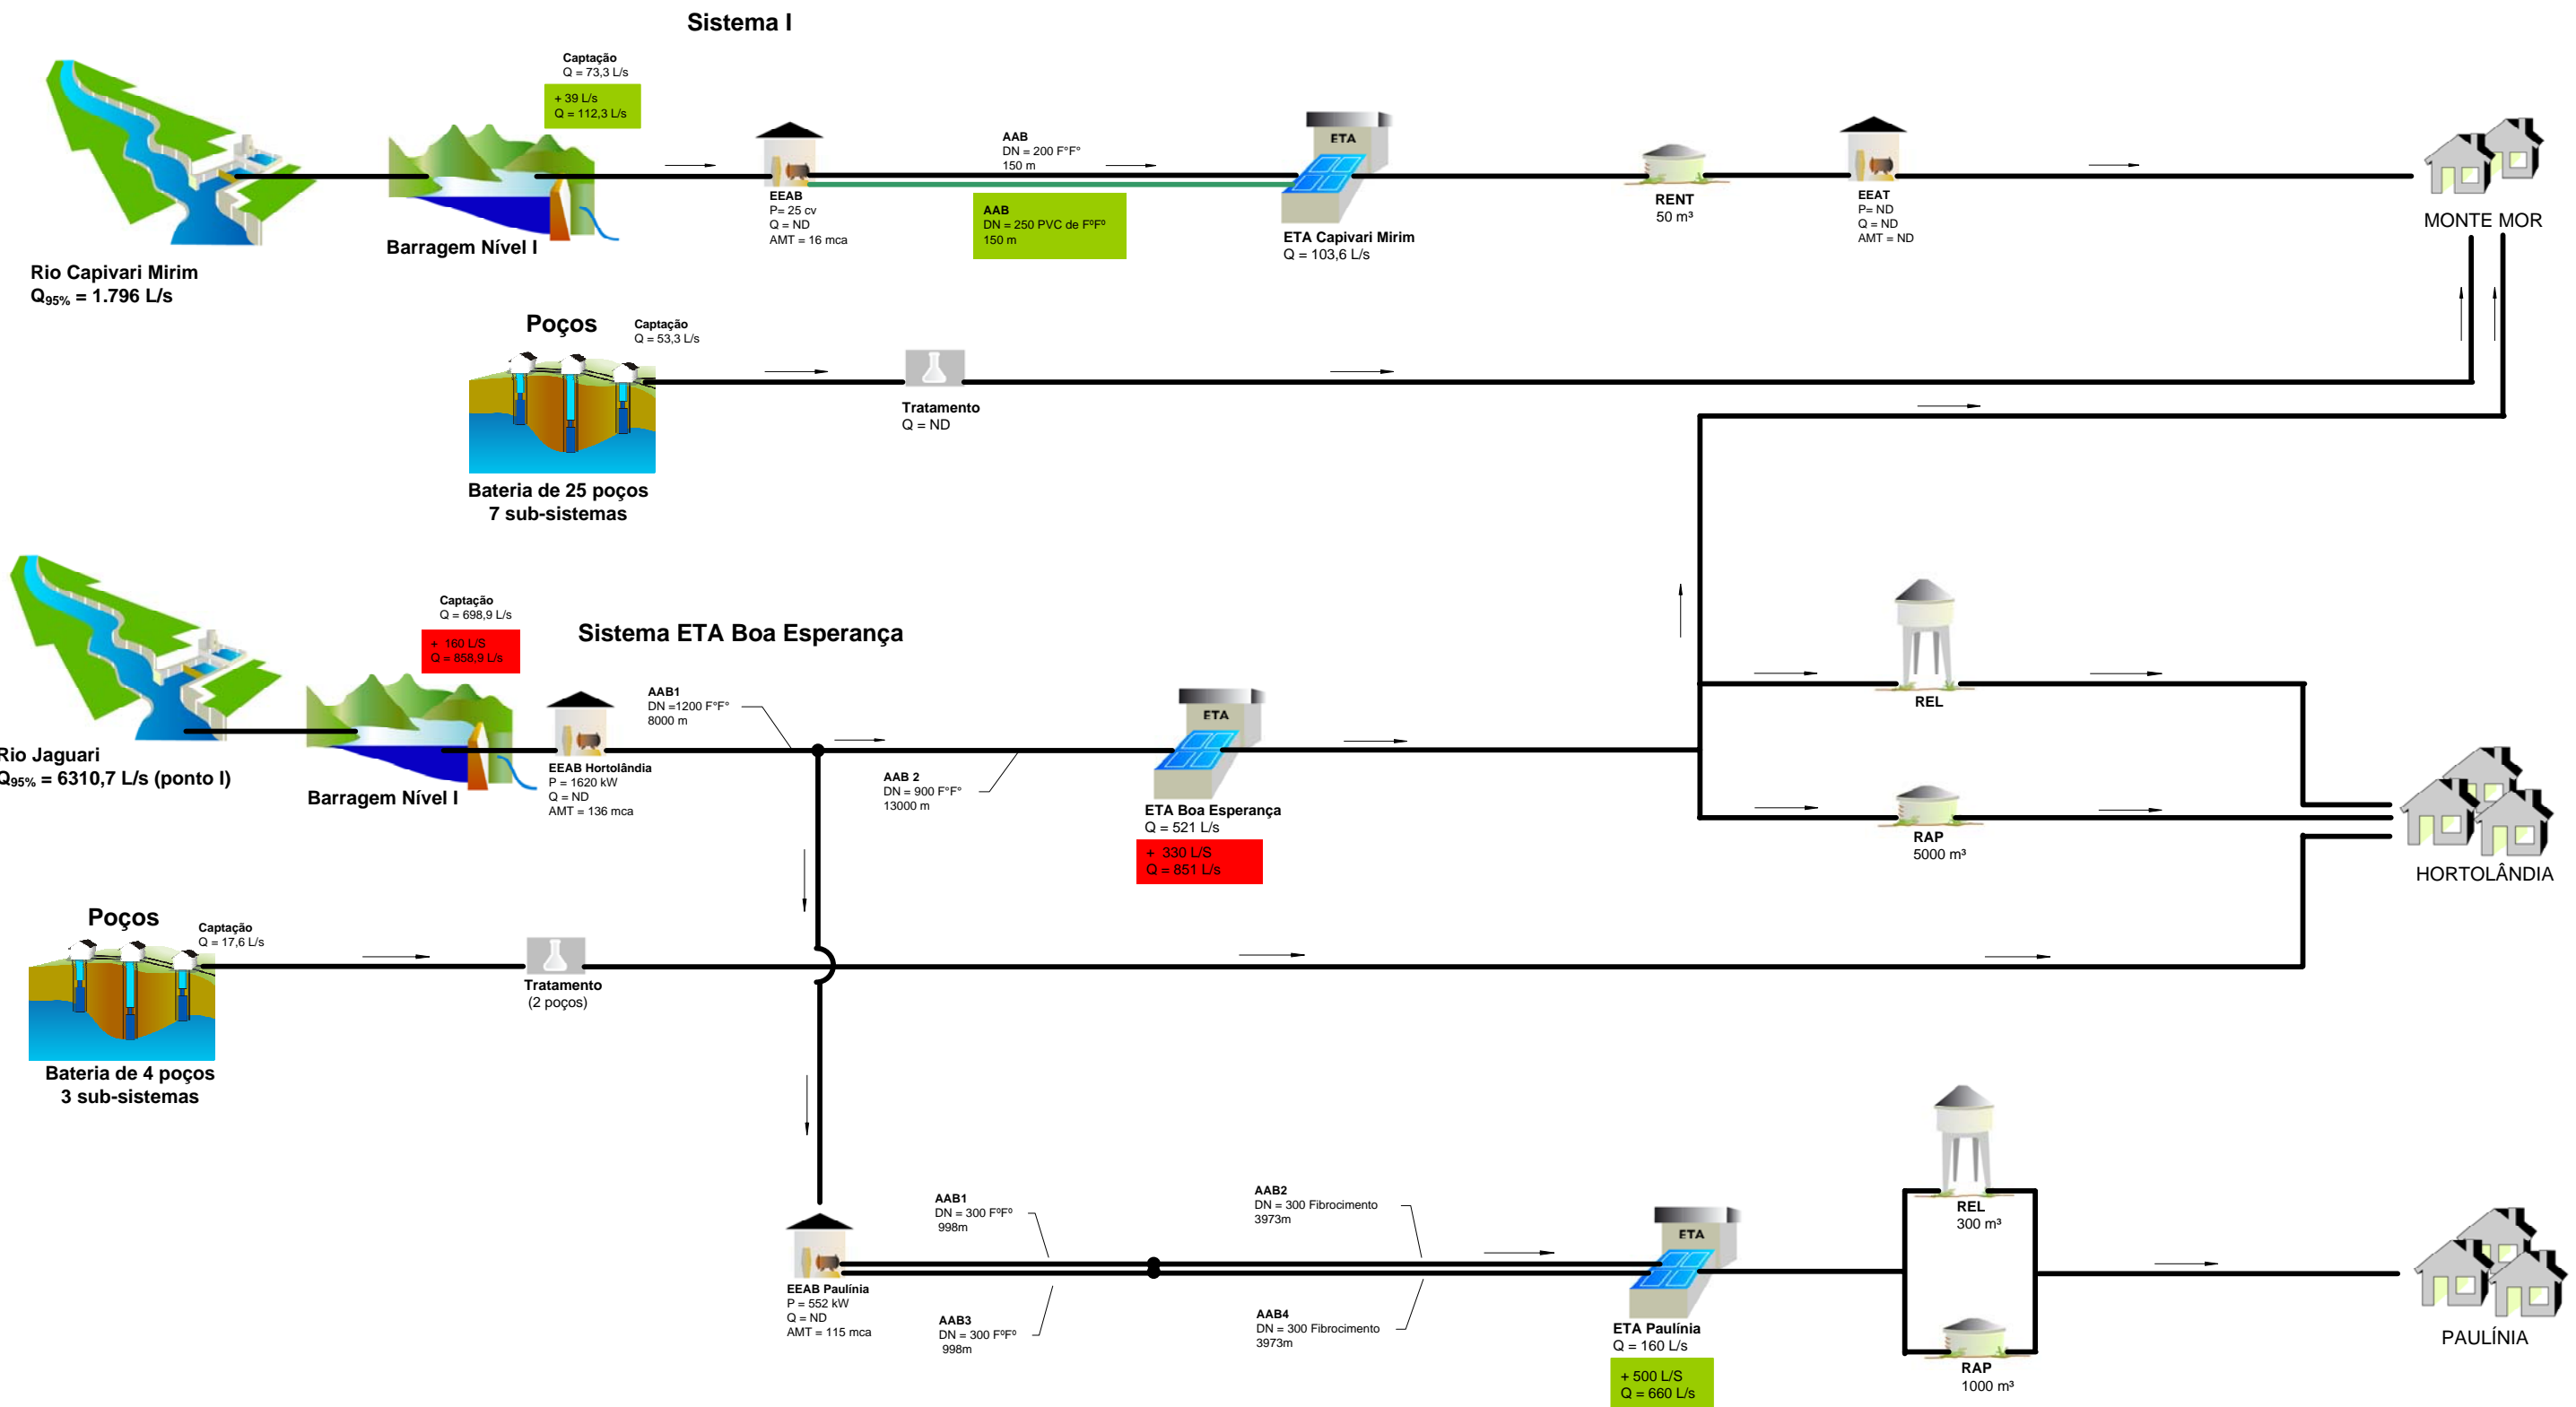 Sistema I
Captação
Q = 73,3 L/s
+ 39 L/s
Q = 112,3 L/s
Rio Capivari Mirim
Q95% = 1.796 L/s
Barragem Nível I
EEAB
P= 25 cv
Q = ND
AMT = 16 mca
AAB
DN = 200 F°F°
150 m
AAB
DN = 250 PVC de FºFº
150 m
ETA
ETA Capivari Mirim
Q = 103,6 L/s
RENT
50 m³
EEAT
P= ND
Q = ND
AMT = ND
MONTE MOR
Poços
Captação
Q = 53,3 L/s
Bateria de 25 poços
7 sub-sistemas
Tratamento
Q = ND
Sistema ETA Boa Esperança
Captação
Q = 698,9 L/s
+ 160 L/S
Q = 858,9 L/s
Rio Jaguari
Q95% = 6310,7 L/s (ponto I)
Barragem Nível I
EEAB Hortolândia
P = 1620 kW
Q = ND
AMT = 136 mca
AAB1
DN =1200 F°F°
8000 m
AAB 2
DN = 900 F°F°
13000 m
ETA
ETA Boa Esperança
Q = 521 L/s
+ 330 L/S
Q = 851 L/s
REL
RAP
5000 m³
HORTOLÂNDIA
Poços
Captação
Q = 17,6 L/s
Bateria de 4 poços
3 sub-sistemas
Tratamento
(2 poços)
EEAB Paulínia
P = 552 kW
Q = ND
AMT = 115 mca
AAB1
DN = 300 FºFº
998m
AAB2
DN = 300 Fibrocimento
3973m
AAB3
DN = 300 FºFº
998m
AAB4
DN = 300 Fibrocimento
3973m
ETA
ETA Paulínia
Q = 160 L/s
+ 500 L/S
Q = 660 L/s
REL
300 m³
RAP
1000 m³
PAULÍNIA